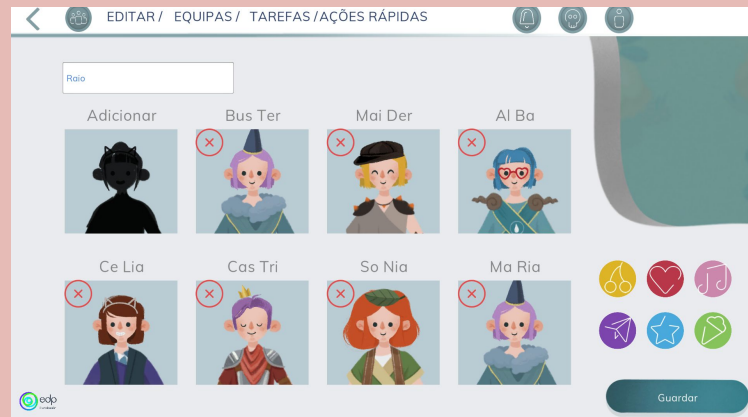 EDITAR / EQUIPAS / TAREFAS /AÇÕES RÁPIDAS
Raio
Adicionar Bus Ter Mai Der Al Ba
Ce Lia Cas Tri So Nia Ma Ria
edp
Guardar